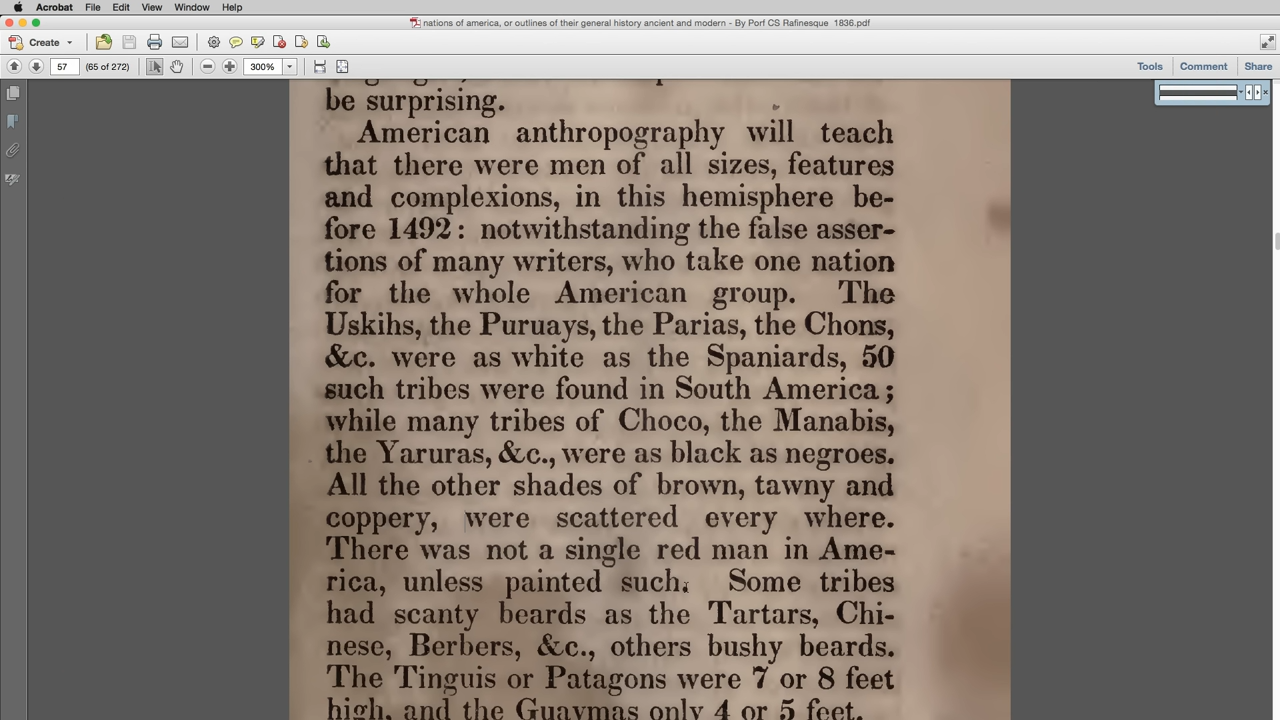 Acrobat File Edit View Window Help
nations of america, or outlines of their general history ancient and modern - By Porf CS Rafinesque 1836.pdf
Create
57 (65 of 272) 300% Tools Comment Share
be surprising.
American anthropography will teach
that there were men of all sizes, features
and complexions, in this hemisphere be-
fore 1492: notwithstanding the false asser-
tions of many writers, who take one nation
for the whole American group. The
Uskihs, the Puruays, the Parias, the Chons,
&c. were as white as the Spaniards, 50
such tribes were found in South America;
while many tribes of Choco, the Manabis,
the Yaruras, &c., were as black as negroes.
All the other shades of brown, tawny and
coppery, were scattered every where.
There was not a single red man in Ame-
rica, unless painted such. Some tribes
had scanty beards as the Tartars, Chi-
nese, Berbers, &c., others bushy beards.
The Tinguis or Patagons were 7 or 8 feet
high, and the Guaymas only 4 or 5 feet.